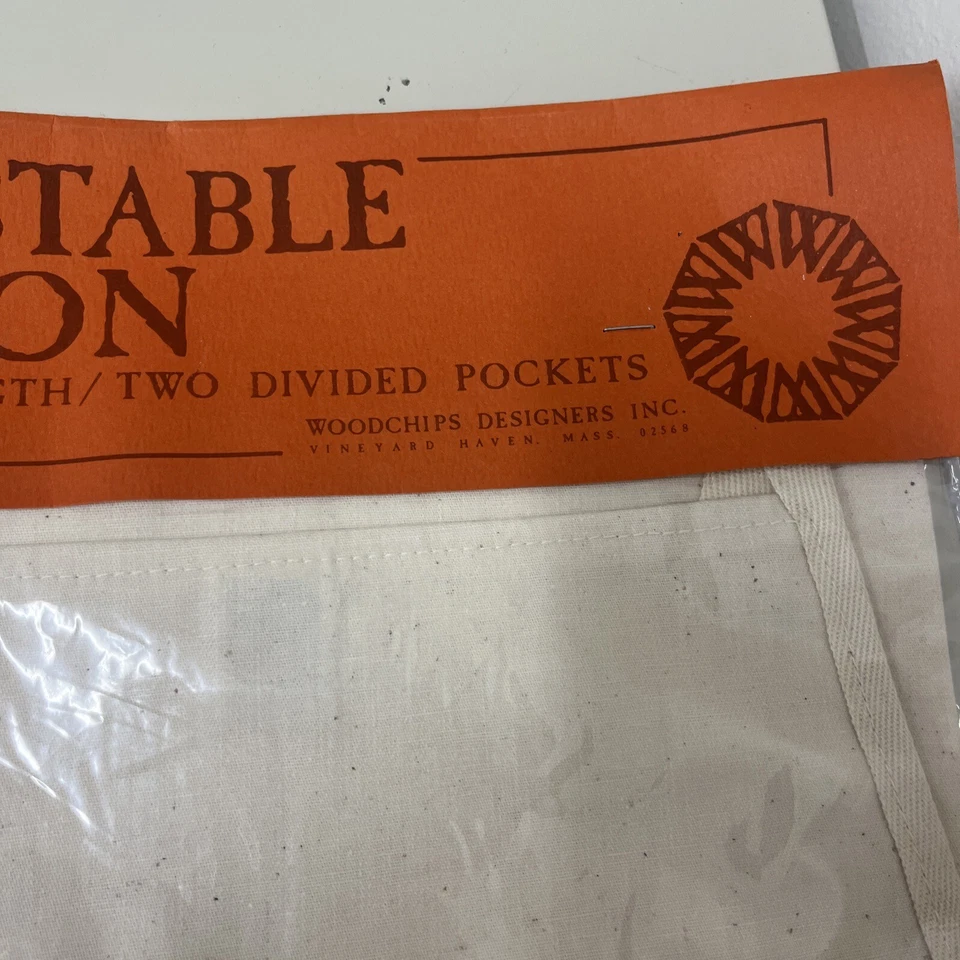 STABLE
ON
GTH/ TWO DIVIDED POCKETS
WOODCHIPS DESIGNERS INC.
VINEYARD HAVEN, MASS. 02568